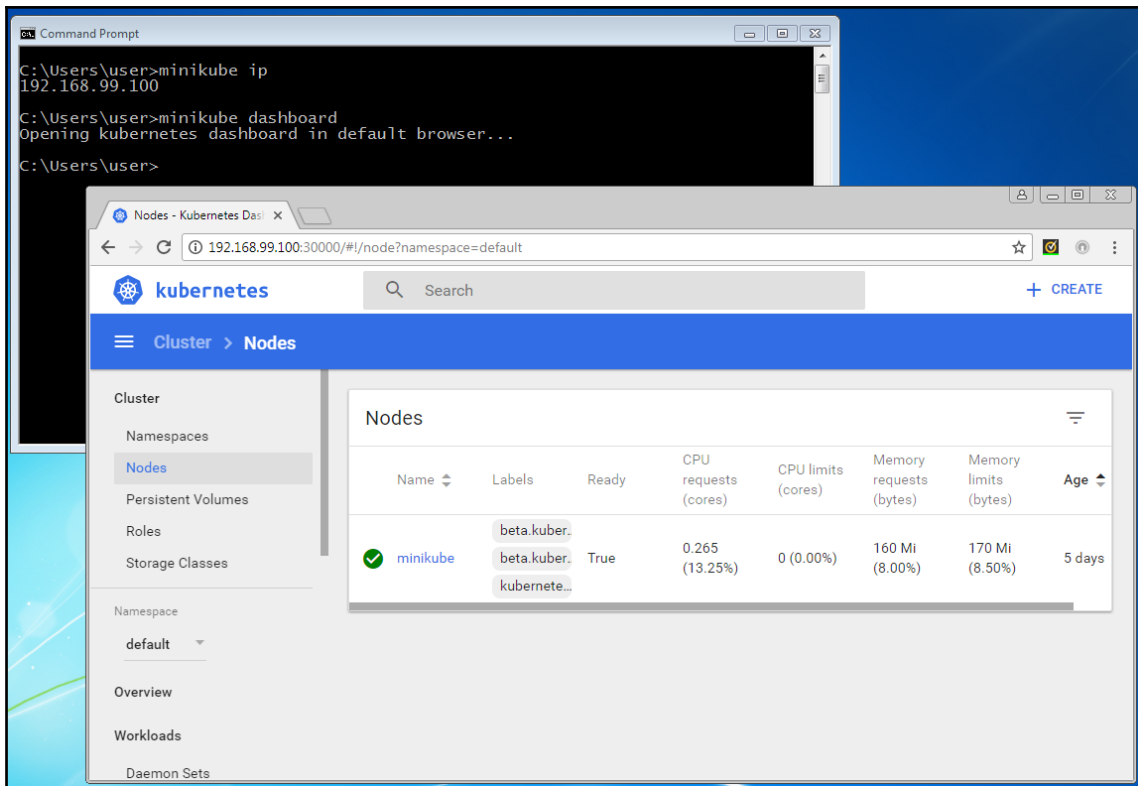 Command Prompt
C:\Users\user>minikube ip
192.168.99.100
C:\Users\user>minikube dashboard
Opening kubernetes dashboard in default browser...
C:\Users\user>
Nodes - Kubernetes Das
192.168.99.100:30000/#!/node?namespace=default
kubernetes
Search
+ CREATE
Cluster > Nodes
Cluster
Namespaces
Nodes
Persistent Volumes
Roles
Storage Classes
Namespace
default
Overview
Workloads
Daemon Sets
Nodes
Name
Labels
Ready
CPU
requests
(cores)
CPU limits
(cores)
Memory
requests
(bytes)
Memory
limits
(bytes)
Age
minikube
beta.kuber.
beta.kuber.
kubernete...
True
0.265
(13.25%)
0 (0.00%)
160 Mi
(8.00%)
170 Mi
(8.50%)
5 days